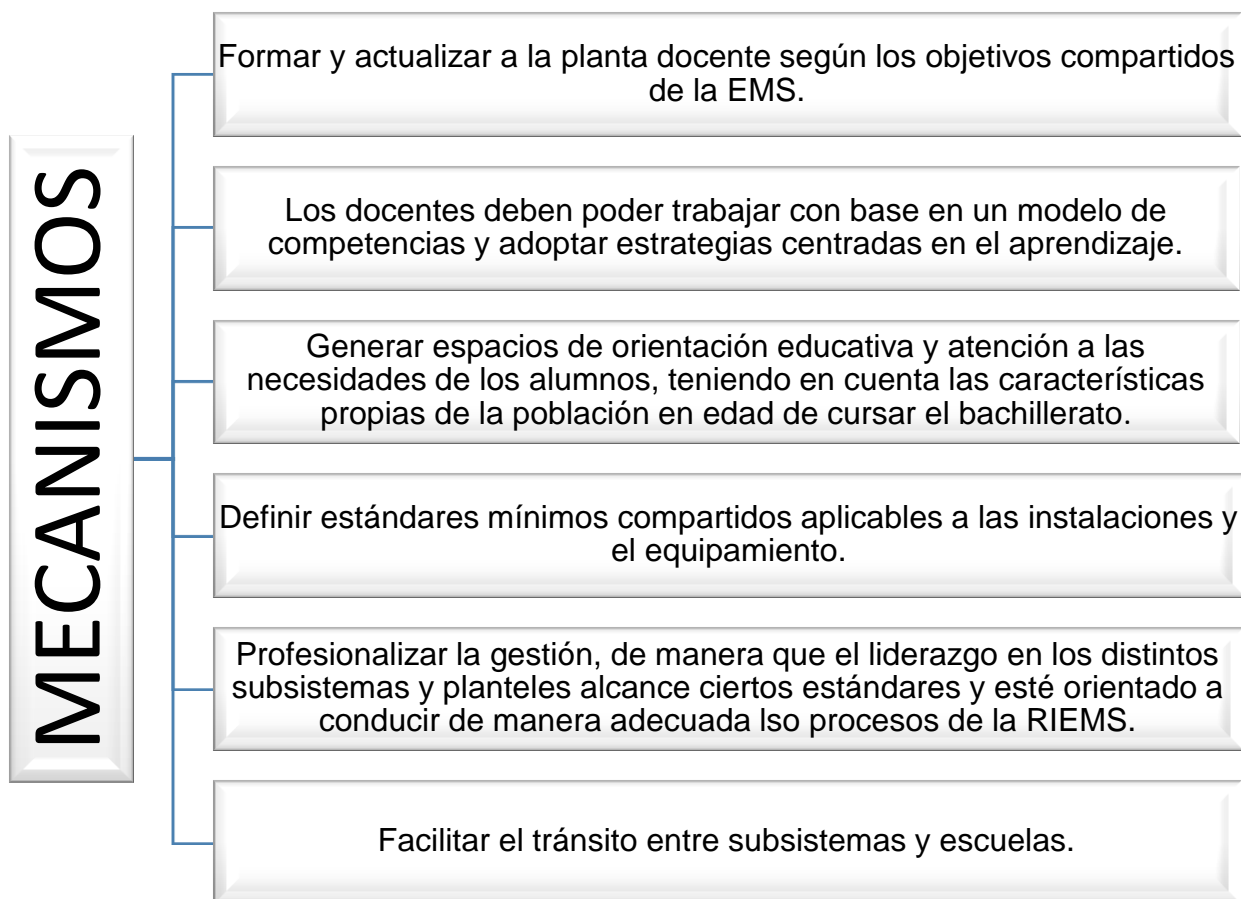 MECANISMOS
Formar y actualizar a la planta docente según los objetivos compartidos
de la EMS.
Los docentes deben poder trabajar con base en un modelo de
competencias y adoptar estrategias centradas en el aprendizaje.
Generar espacios de orientación educativa y atención a las
necesidades de los alumnos, teniendo en cuenta las características
propias de la población en edad de cursar el bachillerato.
Definir estándares mínimos compartidos aplicables a las instalaciones y
el equipamiento.
Profesionalizar la gestión, de manera que el liderazgo en los distintos
subsistemas y planteles alcance ciertos estándares y esté orientado a
conducir de manera adecuada lso procesos de la RIEMS.
Facilitar el tránsito entre subsistemas y escuelas.